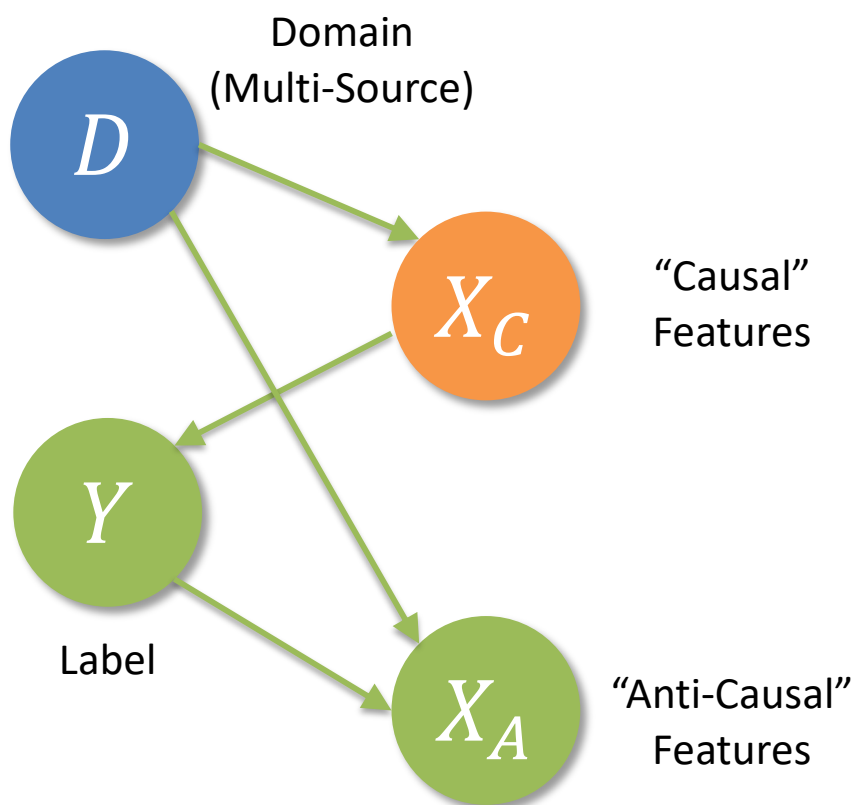 Domain
(Multi-Source)
D
X_C
“Causal”
Features
Y
Label
X_A
“Anti-Causal”
Features